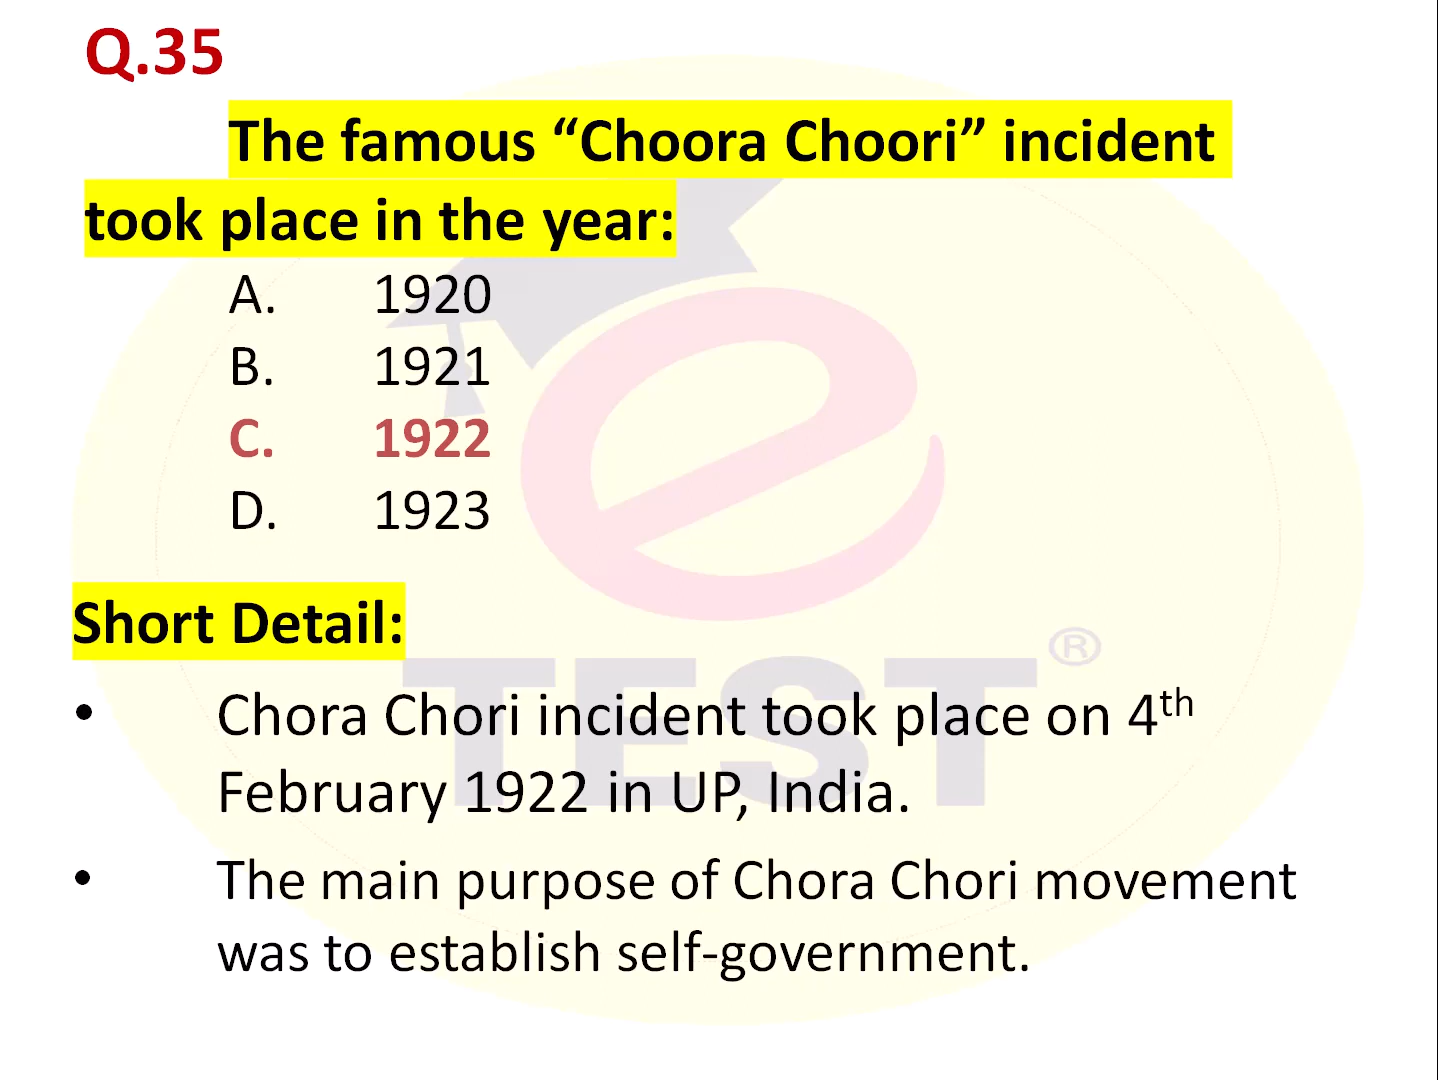 Q.35
The famous “Choora Choori” incident
took place in the year:
A. 1920
B. 1921
C. 1922
D. 1923
Short Detail:
• Chora Chori incident took place on 4th
February 1922 in UP, India.
• The main purpose of Chora Chori movement
was to establish self-government.
e
TEST ®